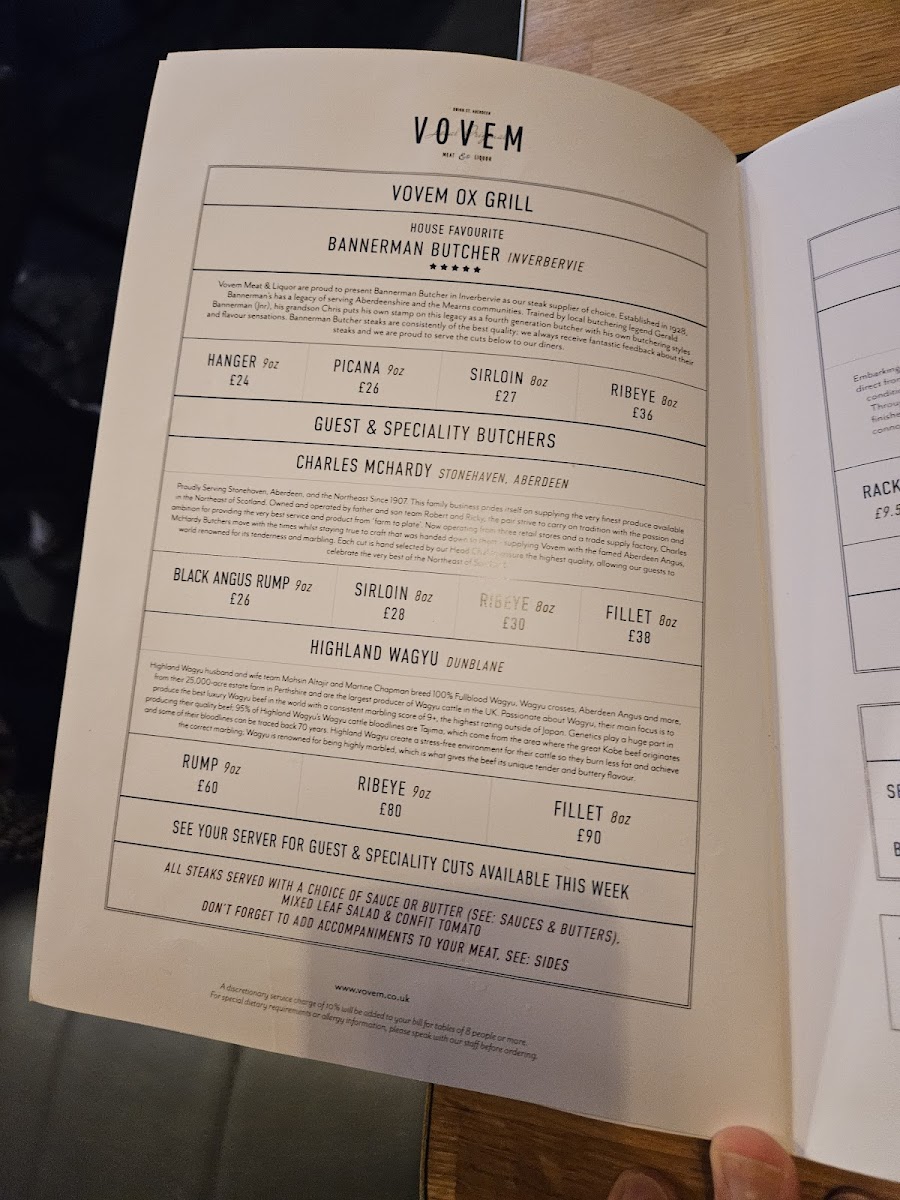 UNION ST. ABERDEEN
VOVEM
MEAT & LIQUOR
VOVEM OX GRILL
HOUSE FAVOURITE
BANNERMAN BUTCHER INVERBERVIE
★★★★★
Vovem Meat & Liquor are proud to present Bannerman Butcher in Inverbervie as our steak supplier of choice. Established in 1928,
Bannerman's has a legacy of serving Aberdeenshire and the Mearns communities. Trained by local butchering legend Gerald
Bannerman (Jnr), his grandson Chris puts his own stamp on this legacy as a fourth generation butcher with his own butchering styles
and flavour sensations. Bannerman Butcher steaks are consistently of the best quality; we always receive fantastic feedback about their
steaks and we are proud to serve the cuts below to our diners.
HANGER 9oz PICANA 9oz SIRLOIN 8oz RIBEYE 8oz
£24 £26 £27 £36
GUEST & SPECIALITY BUTCHERS
CHARLES MCHARDY STONEHAVEN, ABERDEEN
Proudly Serving Stonehaven, Aberdeen, and the Northeast Since 1907. This family business prides itself on supplying the very finest produce available
in the Northeast of Scotland. Owned and operated by father and son team Robert and Ricky, the pair strive to carry on tradition with the passion and
ambition for providing the very best service and product from 'farm to plate'. Now operating from three retail stores and a trade supply factory, Charles
McHardy Butchers move with the times whilst staying true to craft that was handed down to them - supplying Vovem with the famed Aberdeen Angus,
world renowned for its tenderness and marbling. Each cut is hand selected by our Head Chef to ensure the highest quality, allowing our guests to
celebrate the very best of the Northeast of Scotland.
BLACK ANGUS RUMP 9oz SIRLOIN 8oz RIBEYE 8oz FILLET 8oz
£26 £28 £30 £38
HIGHLAND WAGYU DUNBLANE
Highland Wagyu husband and wife team Mohsin Altajir and Martine Chapman breed 100% Fullblood Wagyu, Wagyu crosses, Aberdeen Angus and more,
from their 25,000-acre estate farm in Perthshire and are the largest producer of Wagyu cattle in the UK. Passionate about Wagyu, their main focus is to
produce the best luxury Wagyu beef in the world with a consistent marbling score of 9+, the highest rating outside of Japan. Genetics play a huge part in
producing their quality beef; 95% of Highland Wagyu's Wagyu cattle bloodlines are Tajima, which come from the area where the great Kobe beef originates
and some of their bloodlines can be traced back 70 years. Highland Wagyu create a stress-free environment for their cattle so they burn less fat and achieve
the correct marbling. Wagyu is renowned for being highly marbled, which is what gives the beef its unique tender and buttery flavour.
RUMP 9oz RIBEYE 9oz FILLET 8oz
£60 £80 £90
SEE YOUR SERVER FOR GUEST & SPECIALITY CUTS AVAILABLE THIS WEEK
ALL STEAKS SERVED WITH A CHOICE OF SAUCE OR BUTTER (SEE: SAUCES & BUTTERS),
MIXED LEAF SALAD & CONFIT TOMATO
DON'T FORGET TO ADD ACCOMPANIMENTS TO YOUR MEAT, SEE: SIDES
www.vovem.co.uk
A discretionary service charge of 10% will be added to your bill for tables of 8 people or more.
For special dietary requirements or allergy information, please speak with our staff before ordering.
Embarking
direct from
condition
Throug
finished
conno
RACK
£9.5
SE
B